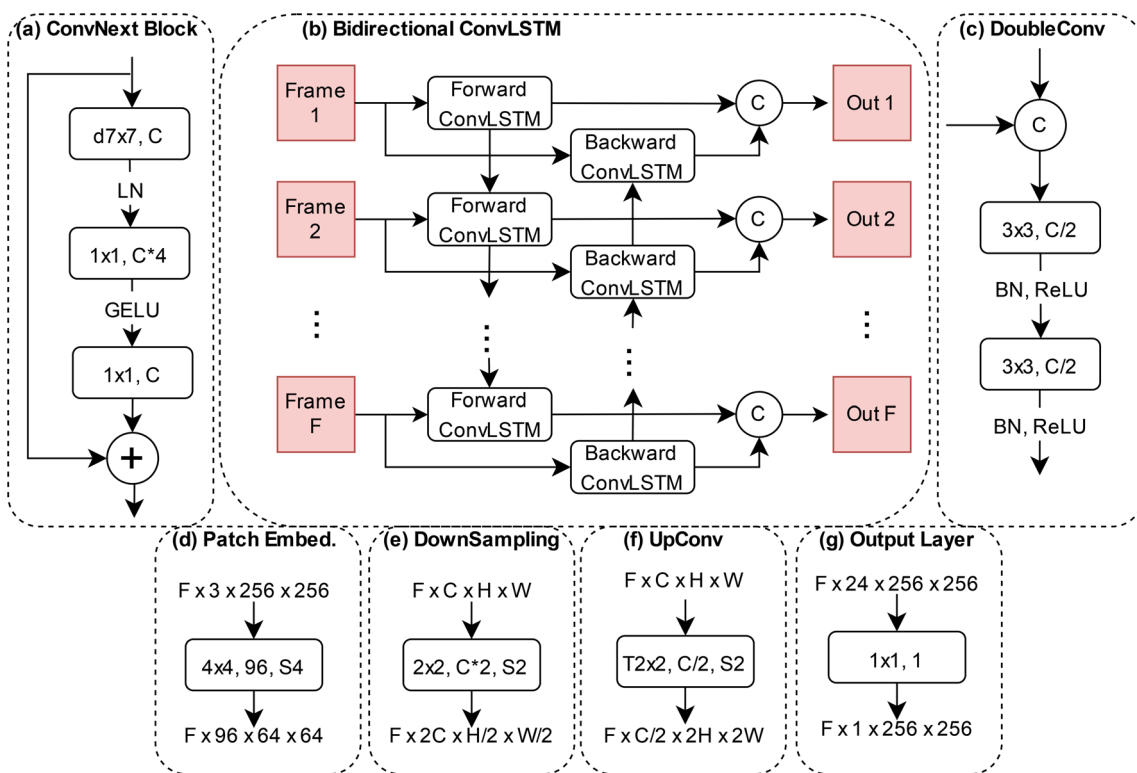 (a) ConvNext Block
d7x7, C
LN
1x1, C*4
GELU
1x1, C
+
(b) Bidirectional ConvLSTM
Frame
1
Forward
ConvLSTM
C
Out 1
Backward
ConvLSTM
Frame
2
Forward
ConvLSTM
C
Out 2
Backward
ConvLSTM
Frame
F
Forward
ConvLSTM
C
Out F
Backward
ConvLSTM
(c) DoubleConv
C
3x3, C/2
BN, ReLU
3x3, C/2
BN, ReLU
(d) Patch Embed.
F x 3 x 256 x 256
4x4, 96, S4
F x 96 x 64 x 64
(e) DownSampling
F x C x H x W
2x2, C*2, S2
F x 2C x H/2 x W/2
(f) UpConv
F x C x H x W
T2x2, C/2, S2
F x C/2 x 2H x 2W
(g) Output Layer
F x 24 x 256 x 256
1x1, 1
F x 1 x 256 x 256